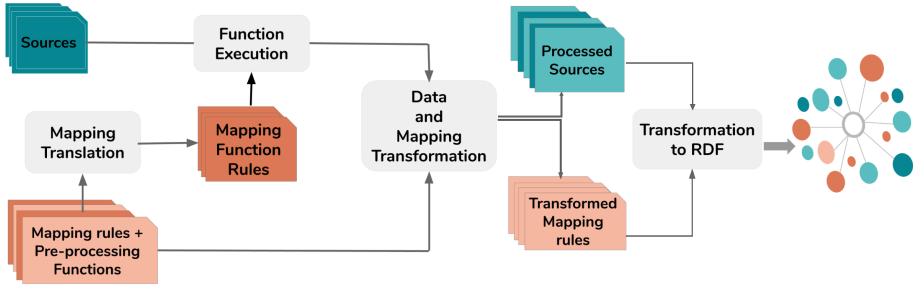 Sources
Function
Execution
Mapping
Translation
Mapping
Function
Rules
Mapping rules +
Pre-processing
Functions
Data
and
Mapping
Transformation
Processed
Sources
Transformed
Mapping
rules
Transformation
to RDF